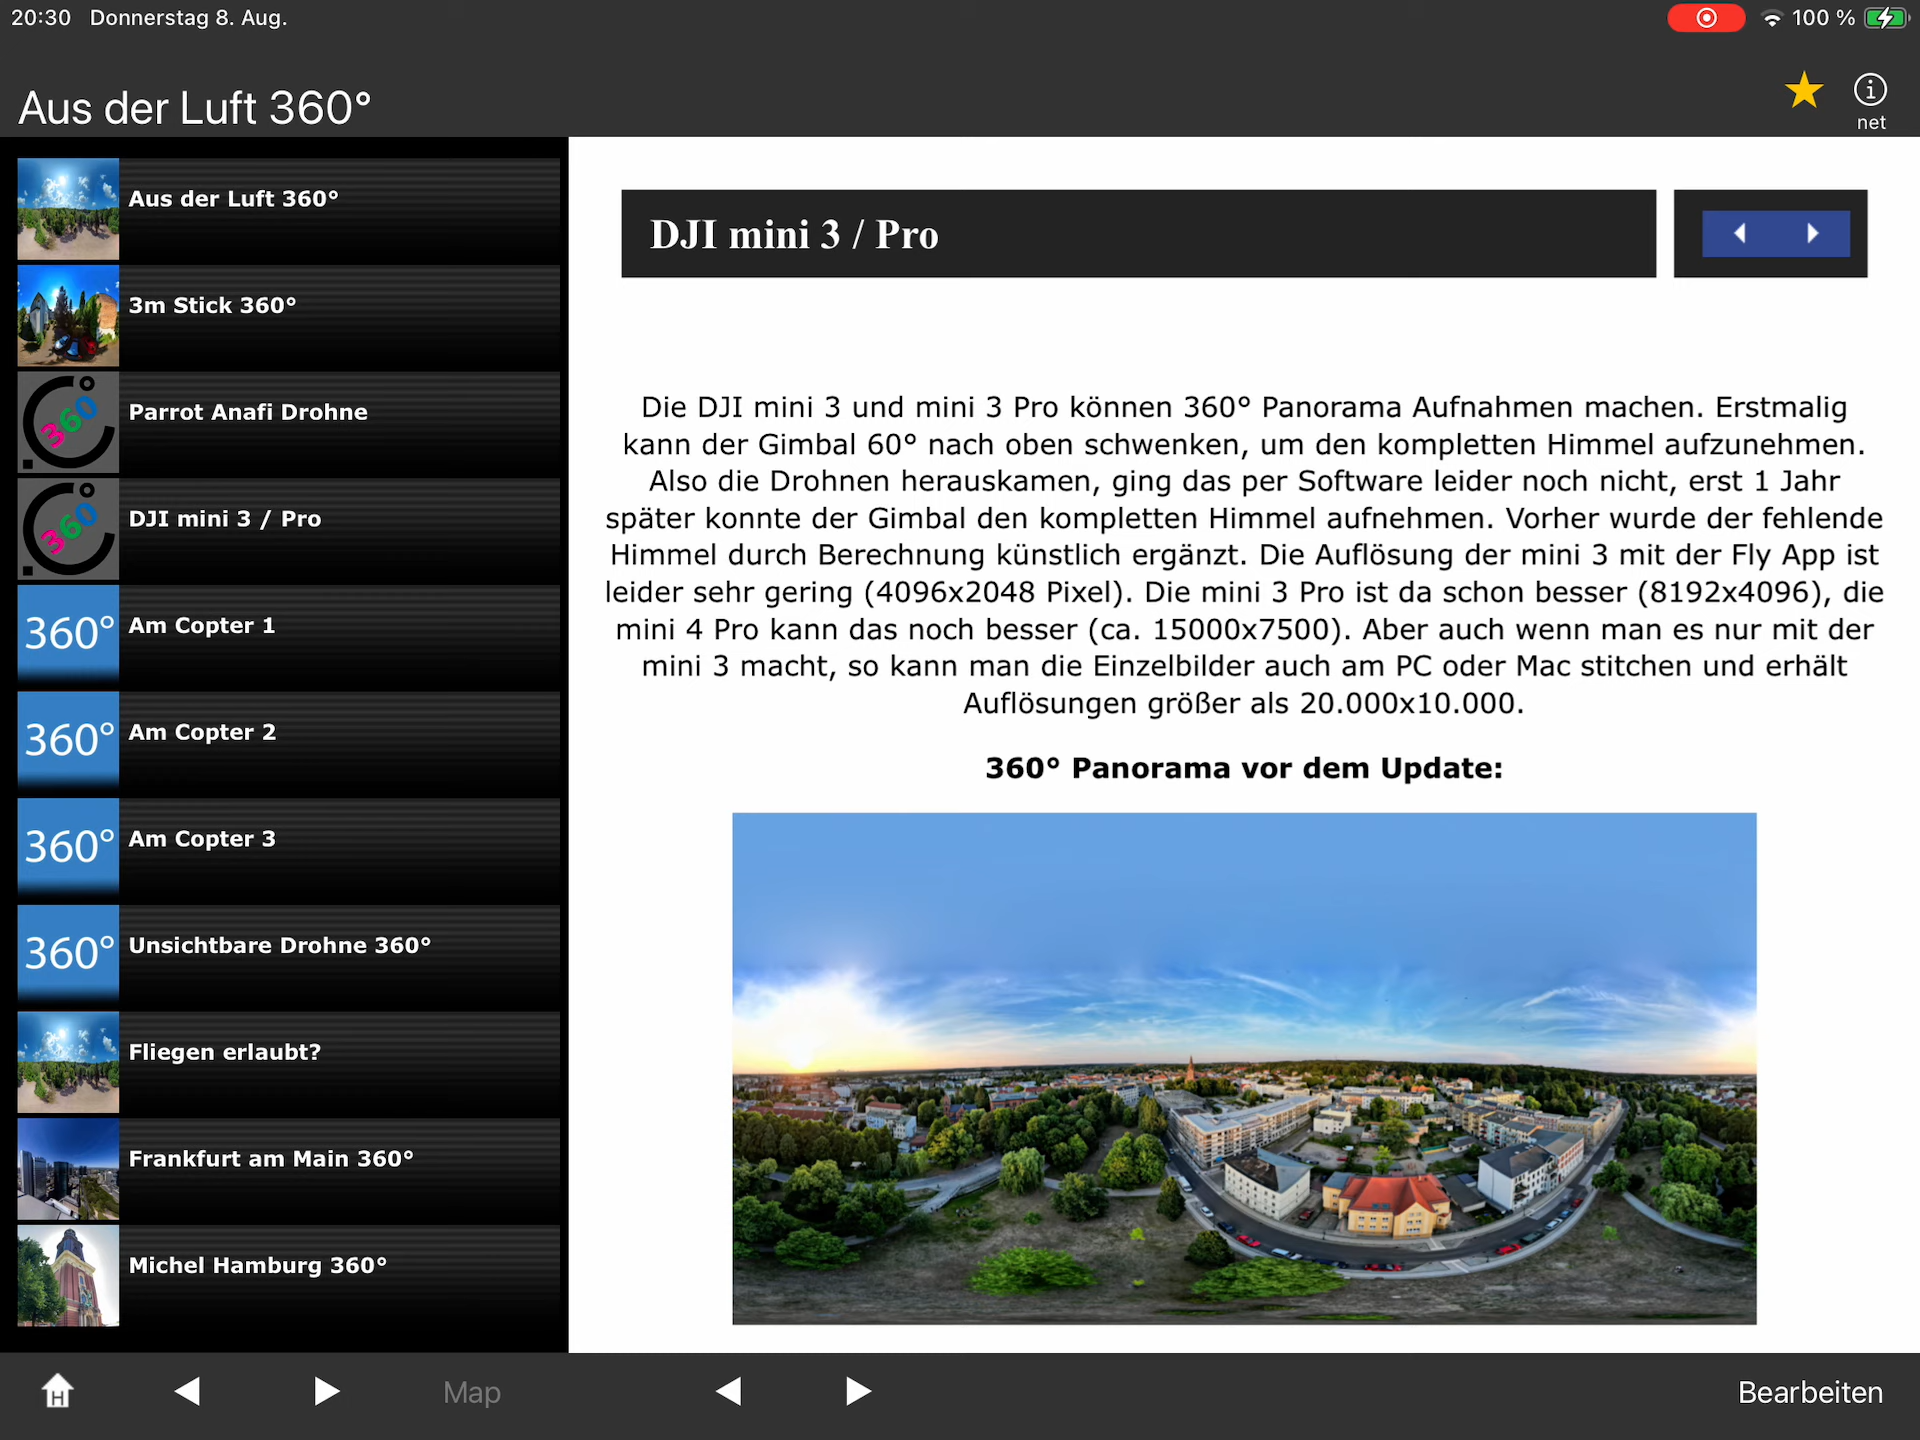 20:30 Donnerstag 8. Aug.
100 %
Aus der Luft 360°
net
Aus der Luft 360°
3m Stick 360°
360
Parrot Anafi Drohne
360
DJI mini 3 / Pro
360°
Am Copter 1
360°
Am Copter 2
360°
Am Copter 3
360°
Unsichtbare Drohne 360°
Fliegen erlaubt?
Frankfurt am Main 360°
Michel Hamburg 360°
DJI mini 3 / Pro
Die DJI mini 3 und mini 3 Pro können 360° Panorama Aufnahmen machen. Erstmalig
kann der Gimbal 60° nach oben schwenken, um den kompletten Himmel aufzunehmen.
Also die Drohnen herauskamen, ging das per Software leider noch nicht, erst 1 Jahr
später konnte der Gimbal den kompletten Himmel aufnehmen. Vorher wurde der fehlende
Himmel durch Berechnung künstlich ergänzt. Die Auflösung der mini 3 mit der Fly App ist
leider sehr gering (4096x2048 Pixel). Die mini 3 Pro ist da schon besser (8192x4096), die
mini 4 Pro kann das noch besser (ca. 15000x7500). Aber auch wenn man es nur mit der
mini 3 macht, so kann man die Einzelbilder auch am PC oder Mac stitchen und erhält
Auflösungen größer als 20.000x10.000.
360° Panorama vor dem Update:
H
Map
Bearbeiten